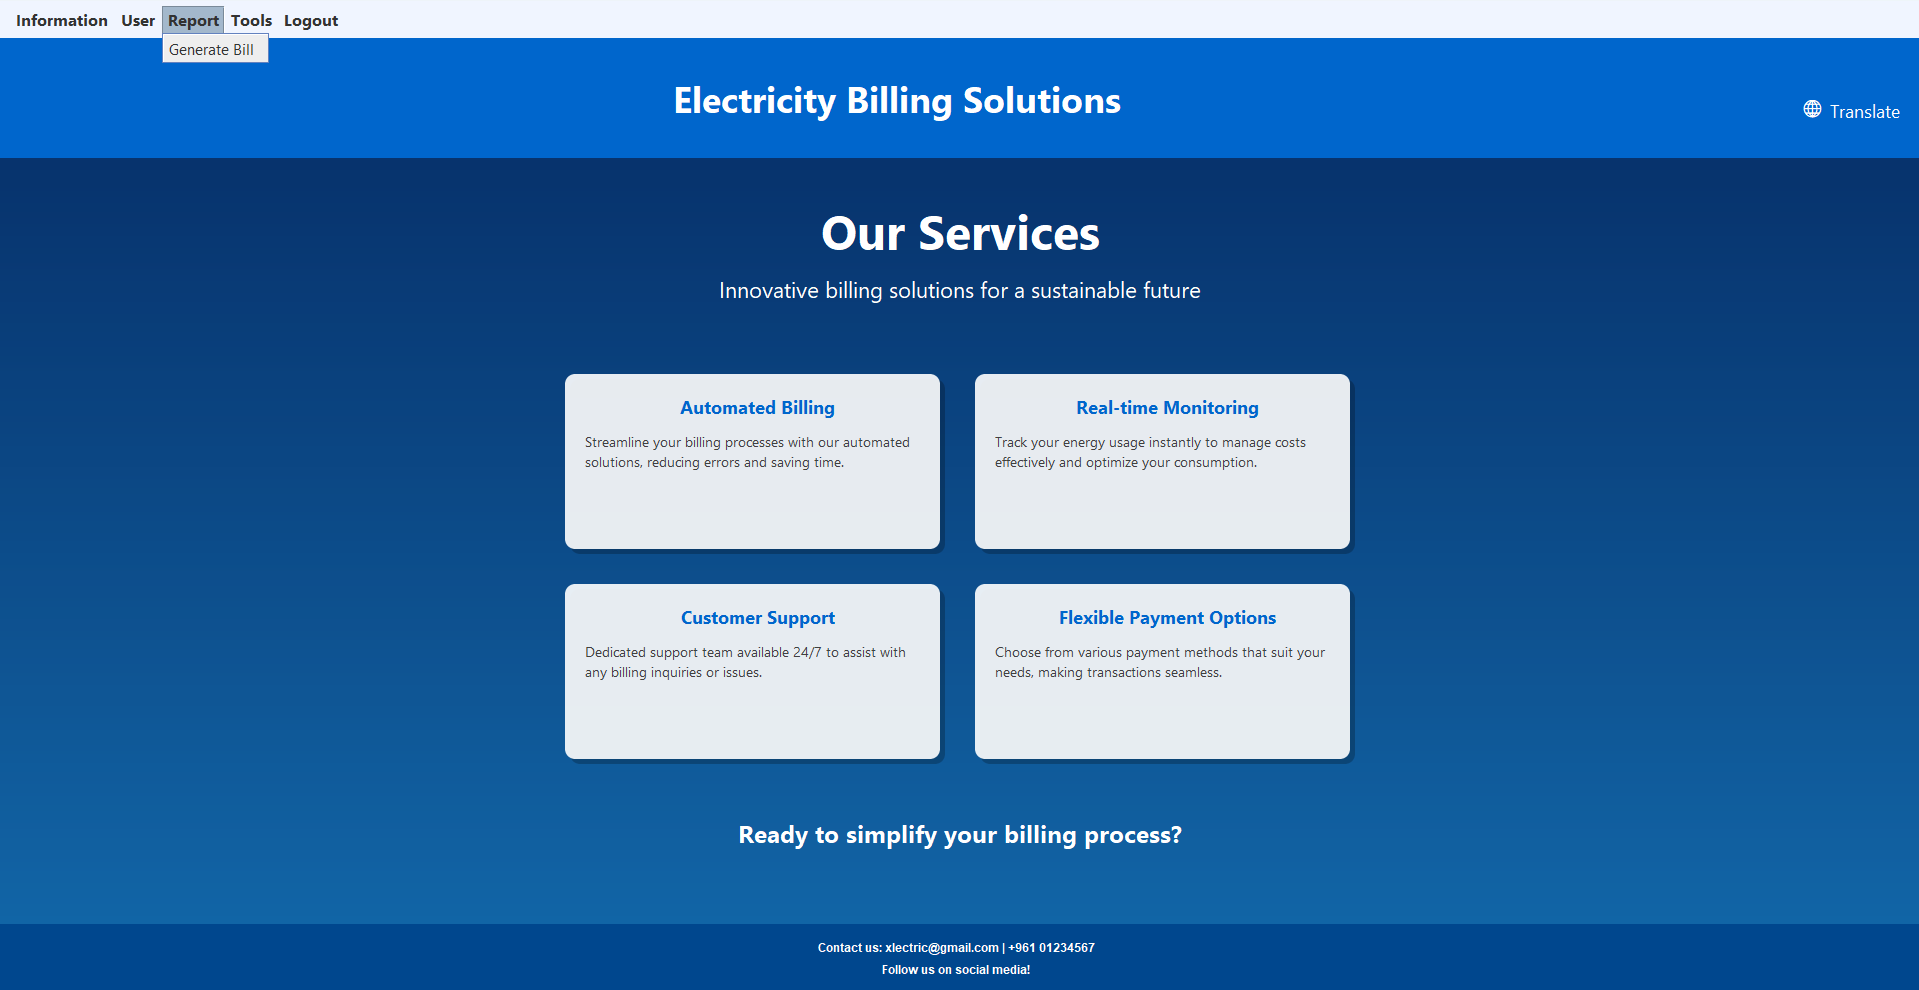 Information User Report Tools Logout
Generate Bill
Electricity Billing Solutions
Translate
Our Services
Innovative billing solutions for a sustainable future
Automated Billing
Streamline your billing processes with our automated
solutions, reducing errors and saving time.
Real-time Monitoring
Track your energy usage instantly to manage costs
effectively and optimize your consumption.
Customer Support
Dedicated support team available 24/7 to assist with
any billing inquiries or issues.
Flexible Payment Options
Choose from various payment methods that suit your
needs, making transactions seamless.
Ready to simplify your billing process?
Contact us: xlectric@gmail.com | +961 01234567
Follow us on social media!